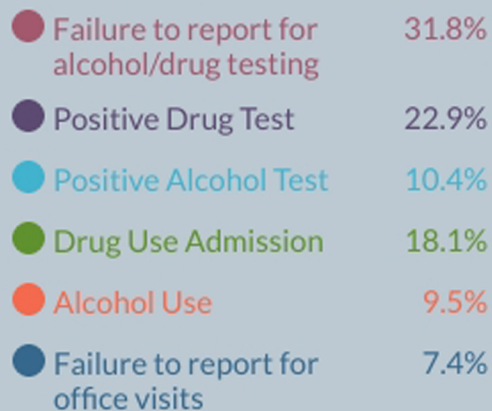 Failure to report for 31.8%
alcohol/drug testing
Positive Drug Test 22.9%
Positive Alcohol Test 10.4%
Drug Use Admission 18.1%
Alcohol Use 9.5%
Failure to report for 7.4%
office visits